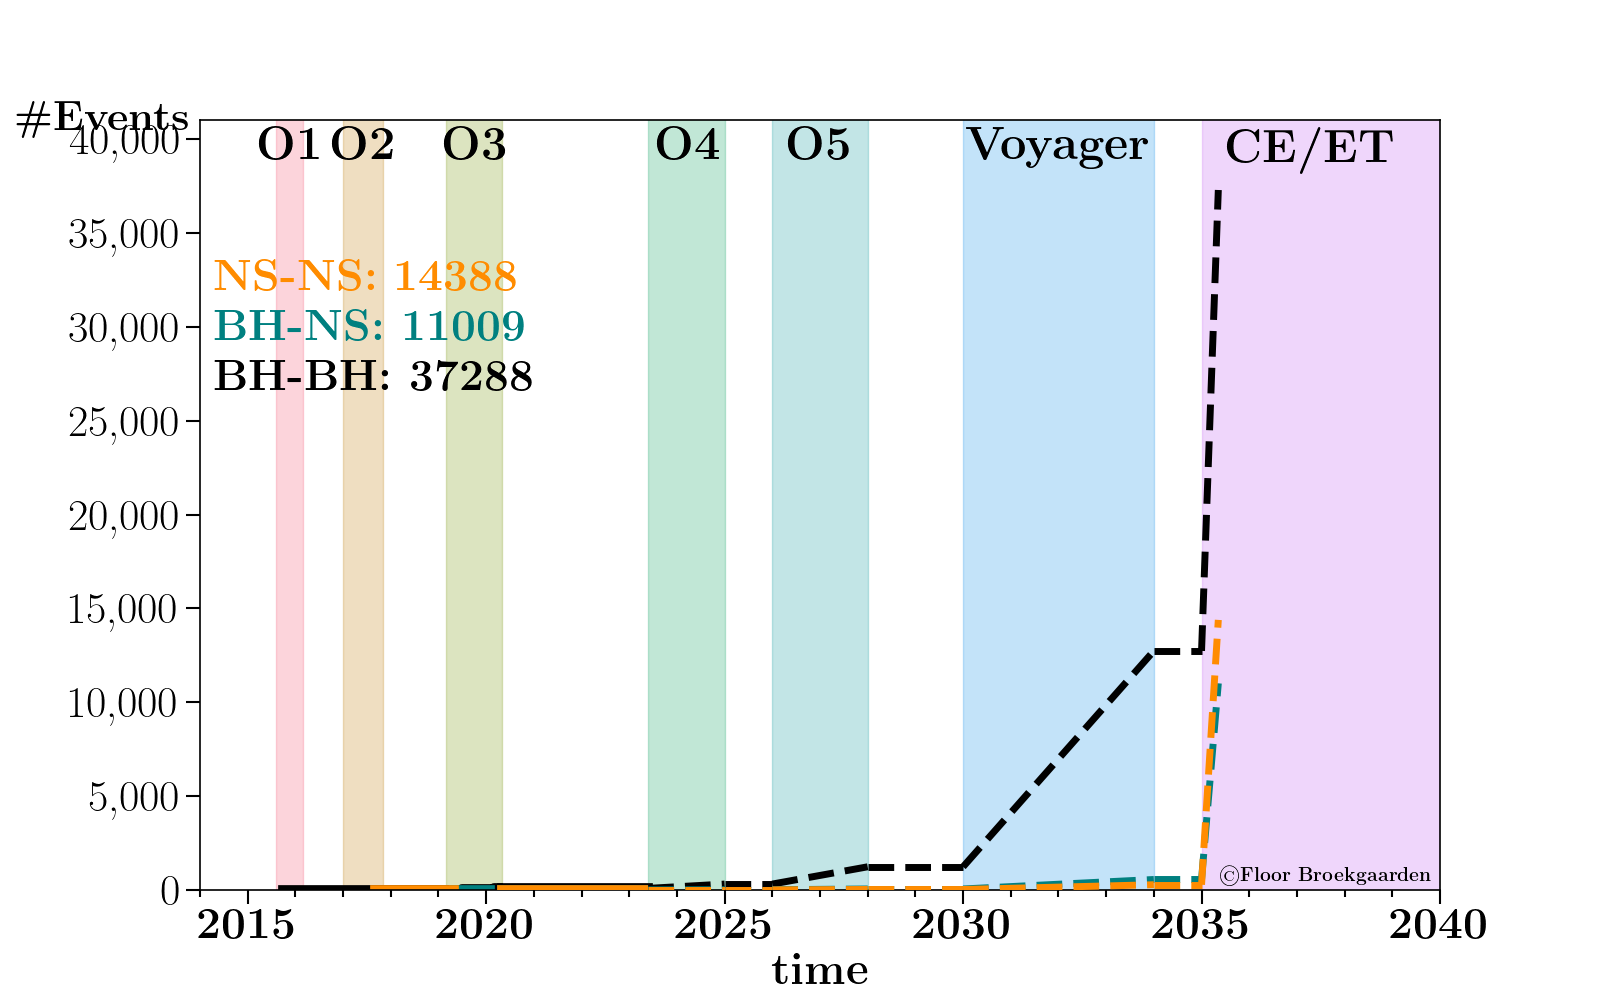 #Events
40,000
O1 O2 O3 O4 O5 Voyager CE/ET
35,000
NS-NS: 14388
30,000
BH-NS: 11009
BH-BH: 37288
25,000
20,000
15,000
10,000
5,000
©Floor Broekgaarden
0
2015 2020 2025 2030 2035 2040
time